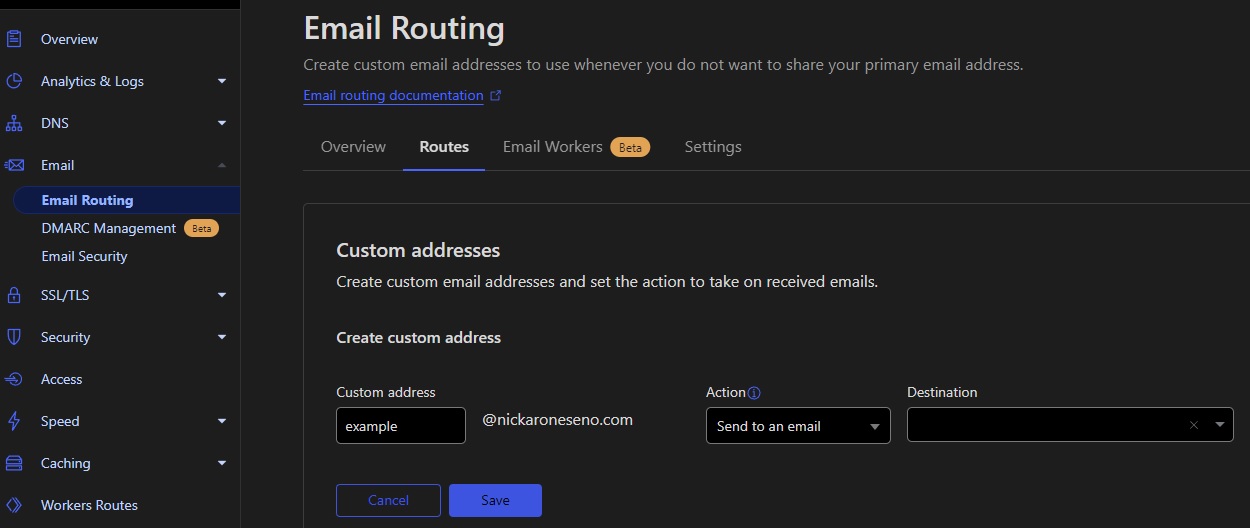 Overview
Analytics & Logs
DNS
Email
Email Routing
DMARC Management Beta
Email Security
SSL/TLS
Security
Access
Speed
Caching
Workers Routes
Email Routing
Create custom email addresses to use whenever you do not want to share your primary email address.
Email routing documentation
Overview Routes Email Workers Beta Settings
Custom addresses
Create custom email addresses and set the action to take on received emails.
Create custom address
Custom address Action Destination
example @nickaroneseno.com Send to an email
Cancel Save